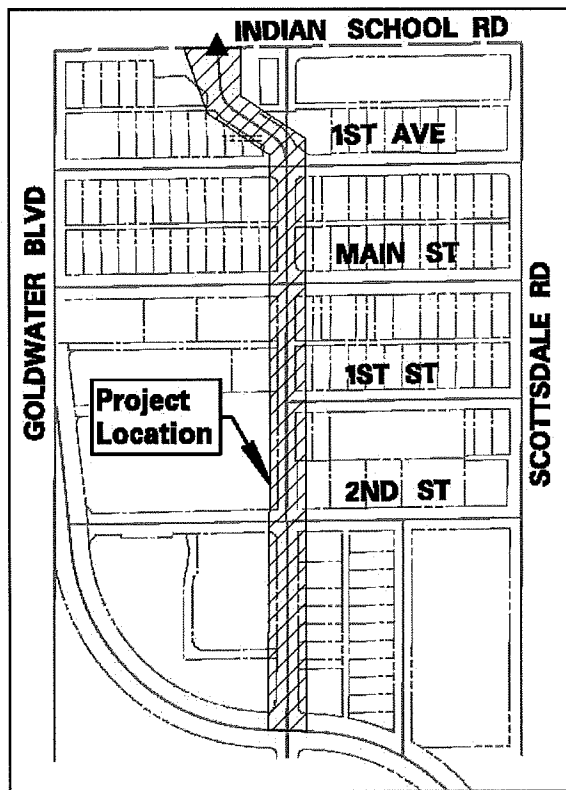 INDIAN SCHOOL RD
1ST AVE
GOLDWATER BLVD
MAIN ST
SCOTTSDALE RD
1ST ST
Project
Location
2ND ST